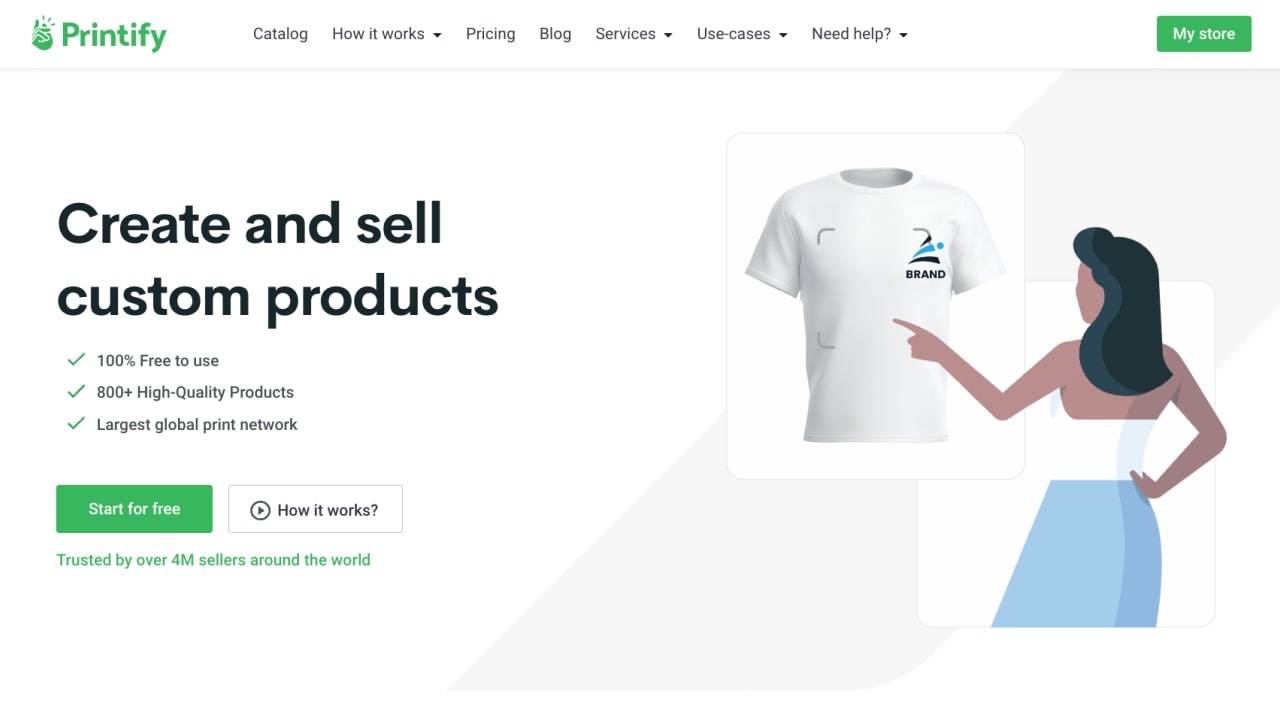 Printify
Catalog
How it works
Pricing
Blog
Services
Use-cases
Need help?
My store
Create and sell
custom products
100% Free to use
800+ High-Quality Products
Largest global print network
Start for free
How it works?
Trusted by over 4M sellers around the world
BRAND